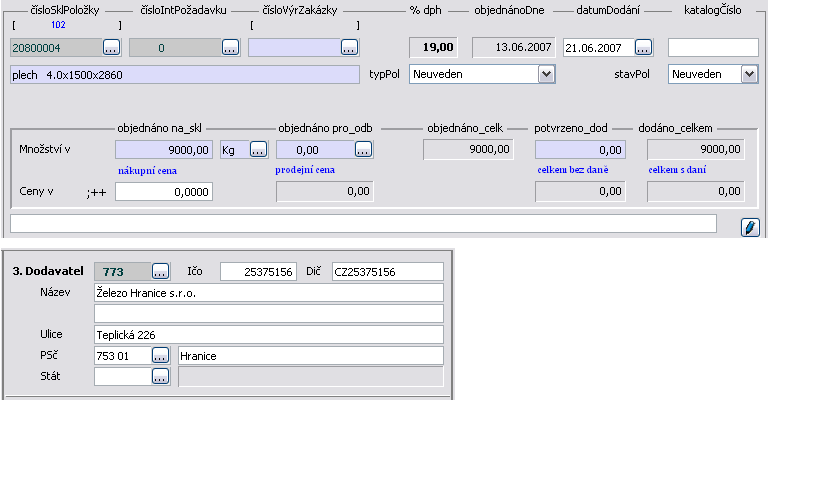 čísloSklPoložky čísloIntPožadavku čísloVýrZakázky % dph objednánoDne datumDodání katalogČíslo
[ 102 ] [ ]
20800004 ... 0 ... ... 19,00 13.06.2007 21.06.2007 ...
plech 4.0x1500x2860 typPol Neuveden stavPol Neuveden
objednáno na_skl objednáno pro_odb objednáno_celk potvrzeno_dod dodáno_celkem
Množství v 9000,00 Kg ... 0,00 ... 9000,00 0,00 9000,00
nákupní cena prodejní cena celkem bez daně celkem s daní
Ceny v ;++ 0,0000 0,00 0,00 0,00
3. Dodavatel 773 ... Ičo 25375156 Dič CZ25375156
Název Železo Hranice s.r.o.
Ulice Teplická 226
PSč 753 01 ... Hranice
Stát ...